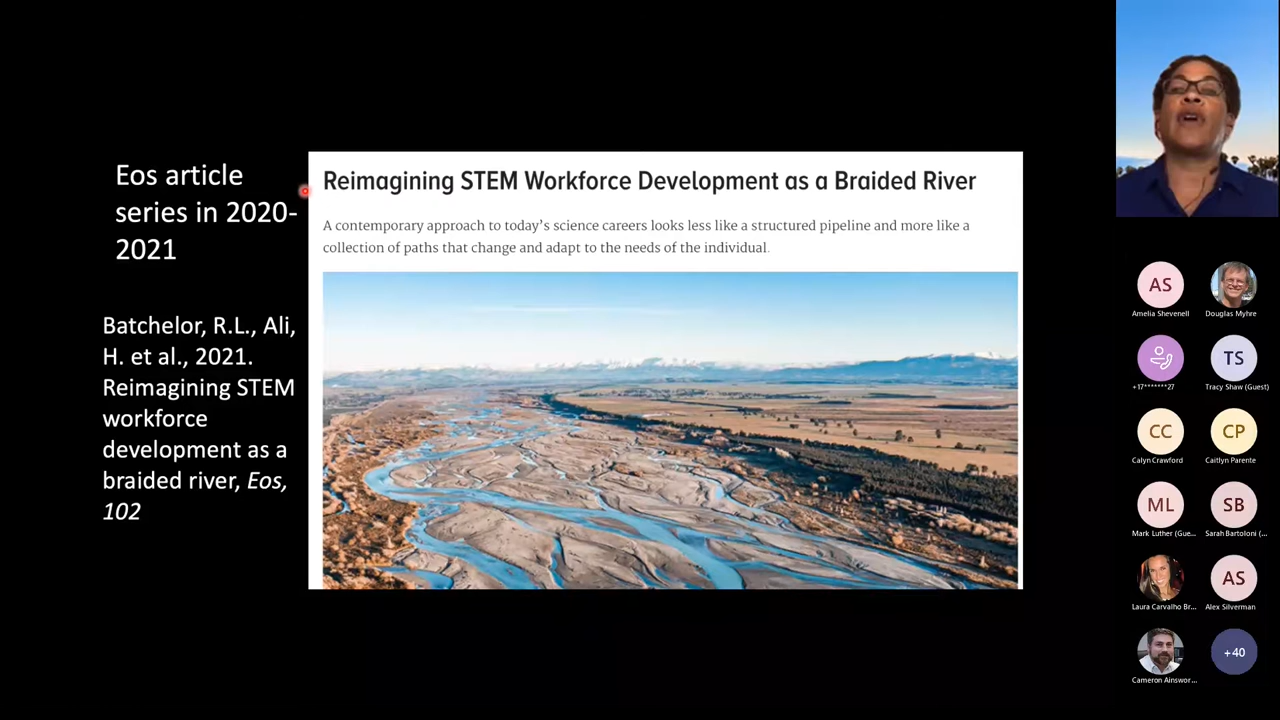 Eos article
series in 2020-
2021
Batchelor, R.L., Ali,
H. et al., 2021.
Reimagining STEM
workforce
development as a
braided river, Eos,
102
Reimagining STEM Workforce Development as a Braided River
A contemporary approach to today’s science careers looks less like a structured pipeline and more like a
collection of paths that change and adapt to the needs of the individual.
AS
Amelia Shevenell
Douglas Myhre
+17*******27
TS
Tracy Shaw (Guest)
CC
Calyn Crawford
CP
Caitlyn Parente
ML
Mark Luther (Gue...
SB
Sarah Bartoloni (...
Laura Carvalho Br...
AS
Alex Silverman
Cameron Ainswor...
+40